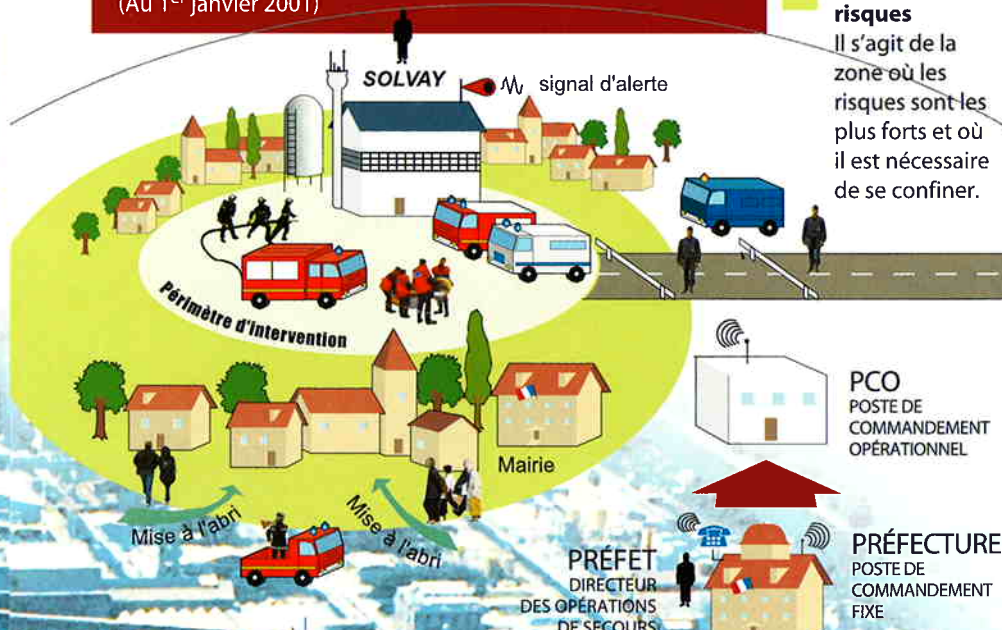 (Au 1er janvier 2001)
risques
Il s'agit de la
zone où les
risques sont les
plus forts et où
il est nécessaire
de se confiner.
SOLVAY
signal d'alerte
Périmètre d'intervention
Mairie
Mise à l'abri
Mise à l'abri
PCO
POSTE DE
COMMANDEMENT
OPÉRATIONNEL
PRÉFET
DIRECTEUR
DES OPÉRATIONS
DE SECOURS
PRÉFECTURE
POSTE DE
COMMANDEMENT
FIXE